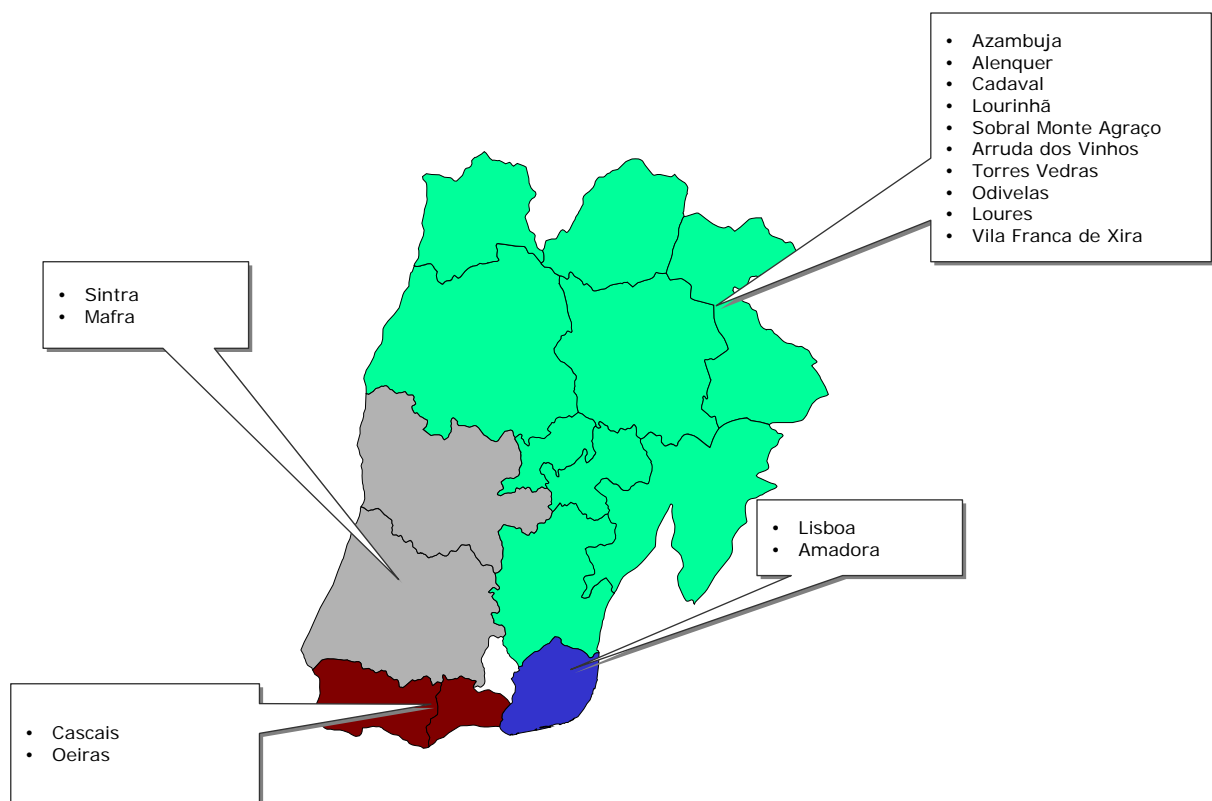 • Azambuja
• Alenquer
• Cadaval
• Lourinhã
• Sobral Monte Agraço
• Arruda dos Vinhos
• Torres Vedras
• Odivelas
• Loures
• Vila Franca de Xira
• Sintra
• Mafra
• Lisboa
• Amadora
• Cascais
• Oeiras